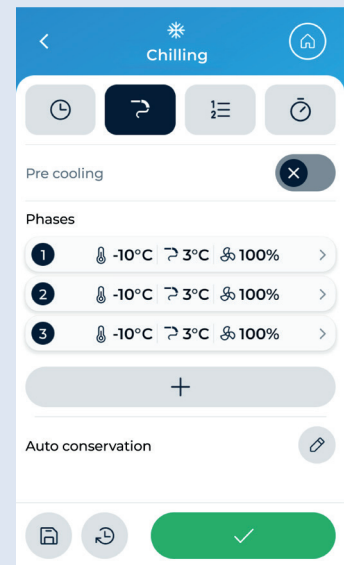 Chilling
Pre cooling
Phases
1 -10°C 3°C 100%
2 -10°C 3°C 100%
3 -10°C 3°C 100%
Auto conservation